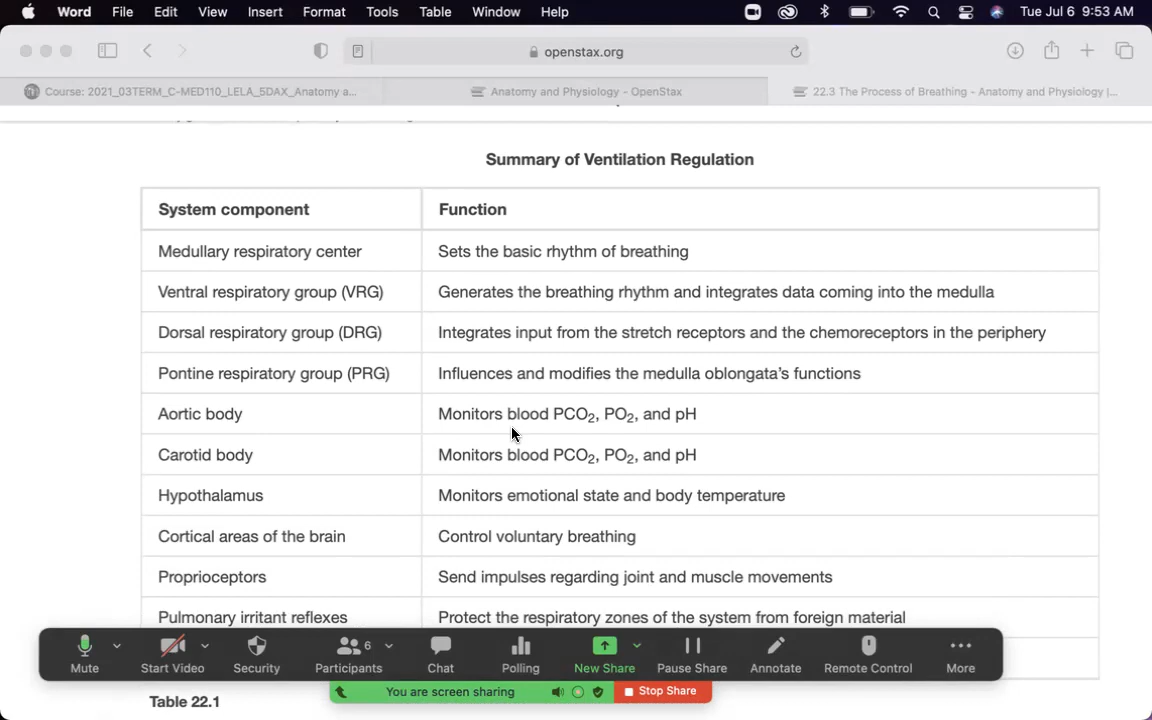 Word File Edit View Insert Format Tools Table Window Help Tue Jul 6 9:53 AM
openstax.org
Course: 2021_03TERM_C-MED110_LELA_5DAX_Anatomy a... Anatomy and Physiology - OpenStax 22.3 The Process of Breathing - Anatomy and Physiology |...
Summary of Ventilation Regulation
System component Function
Medullary respiratory center Sets the basic rhythm of breathing
Ventral respiratory group (VRG) Generates the breathing rhythm and integrates data coming into the medulla
Dorsal respiratory group (DRG) Integrates input from the stretch receptors and the chemoreceptors in the periphery
Pontine respiratory group (PRG) Influences and modifies the medulla oblongata’s functions
Aortic body Monitors blood PCO₂, PO₂, and pH
Carotid body Monitors blood PCO₂, PO₂, and pH
Hypothalamus Monitors emotional state and body temperature
Cortical areas of the brain Control voluntary breathing
Proprioceptors Send impulses regarding joint and muscle movements
Pulmonary irritant reflexes Protect the respiratory zones of the system from foreign material
Mute Start Video Security Participants 6 Chat Polling New Share Pause Share Annotate Remote Control More
You are screen sharing Stop Share
Table 22.1